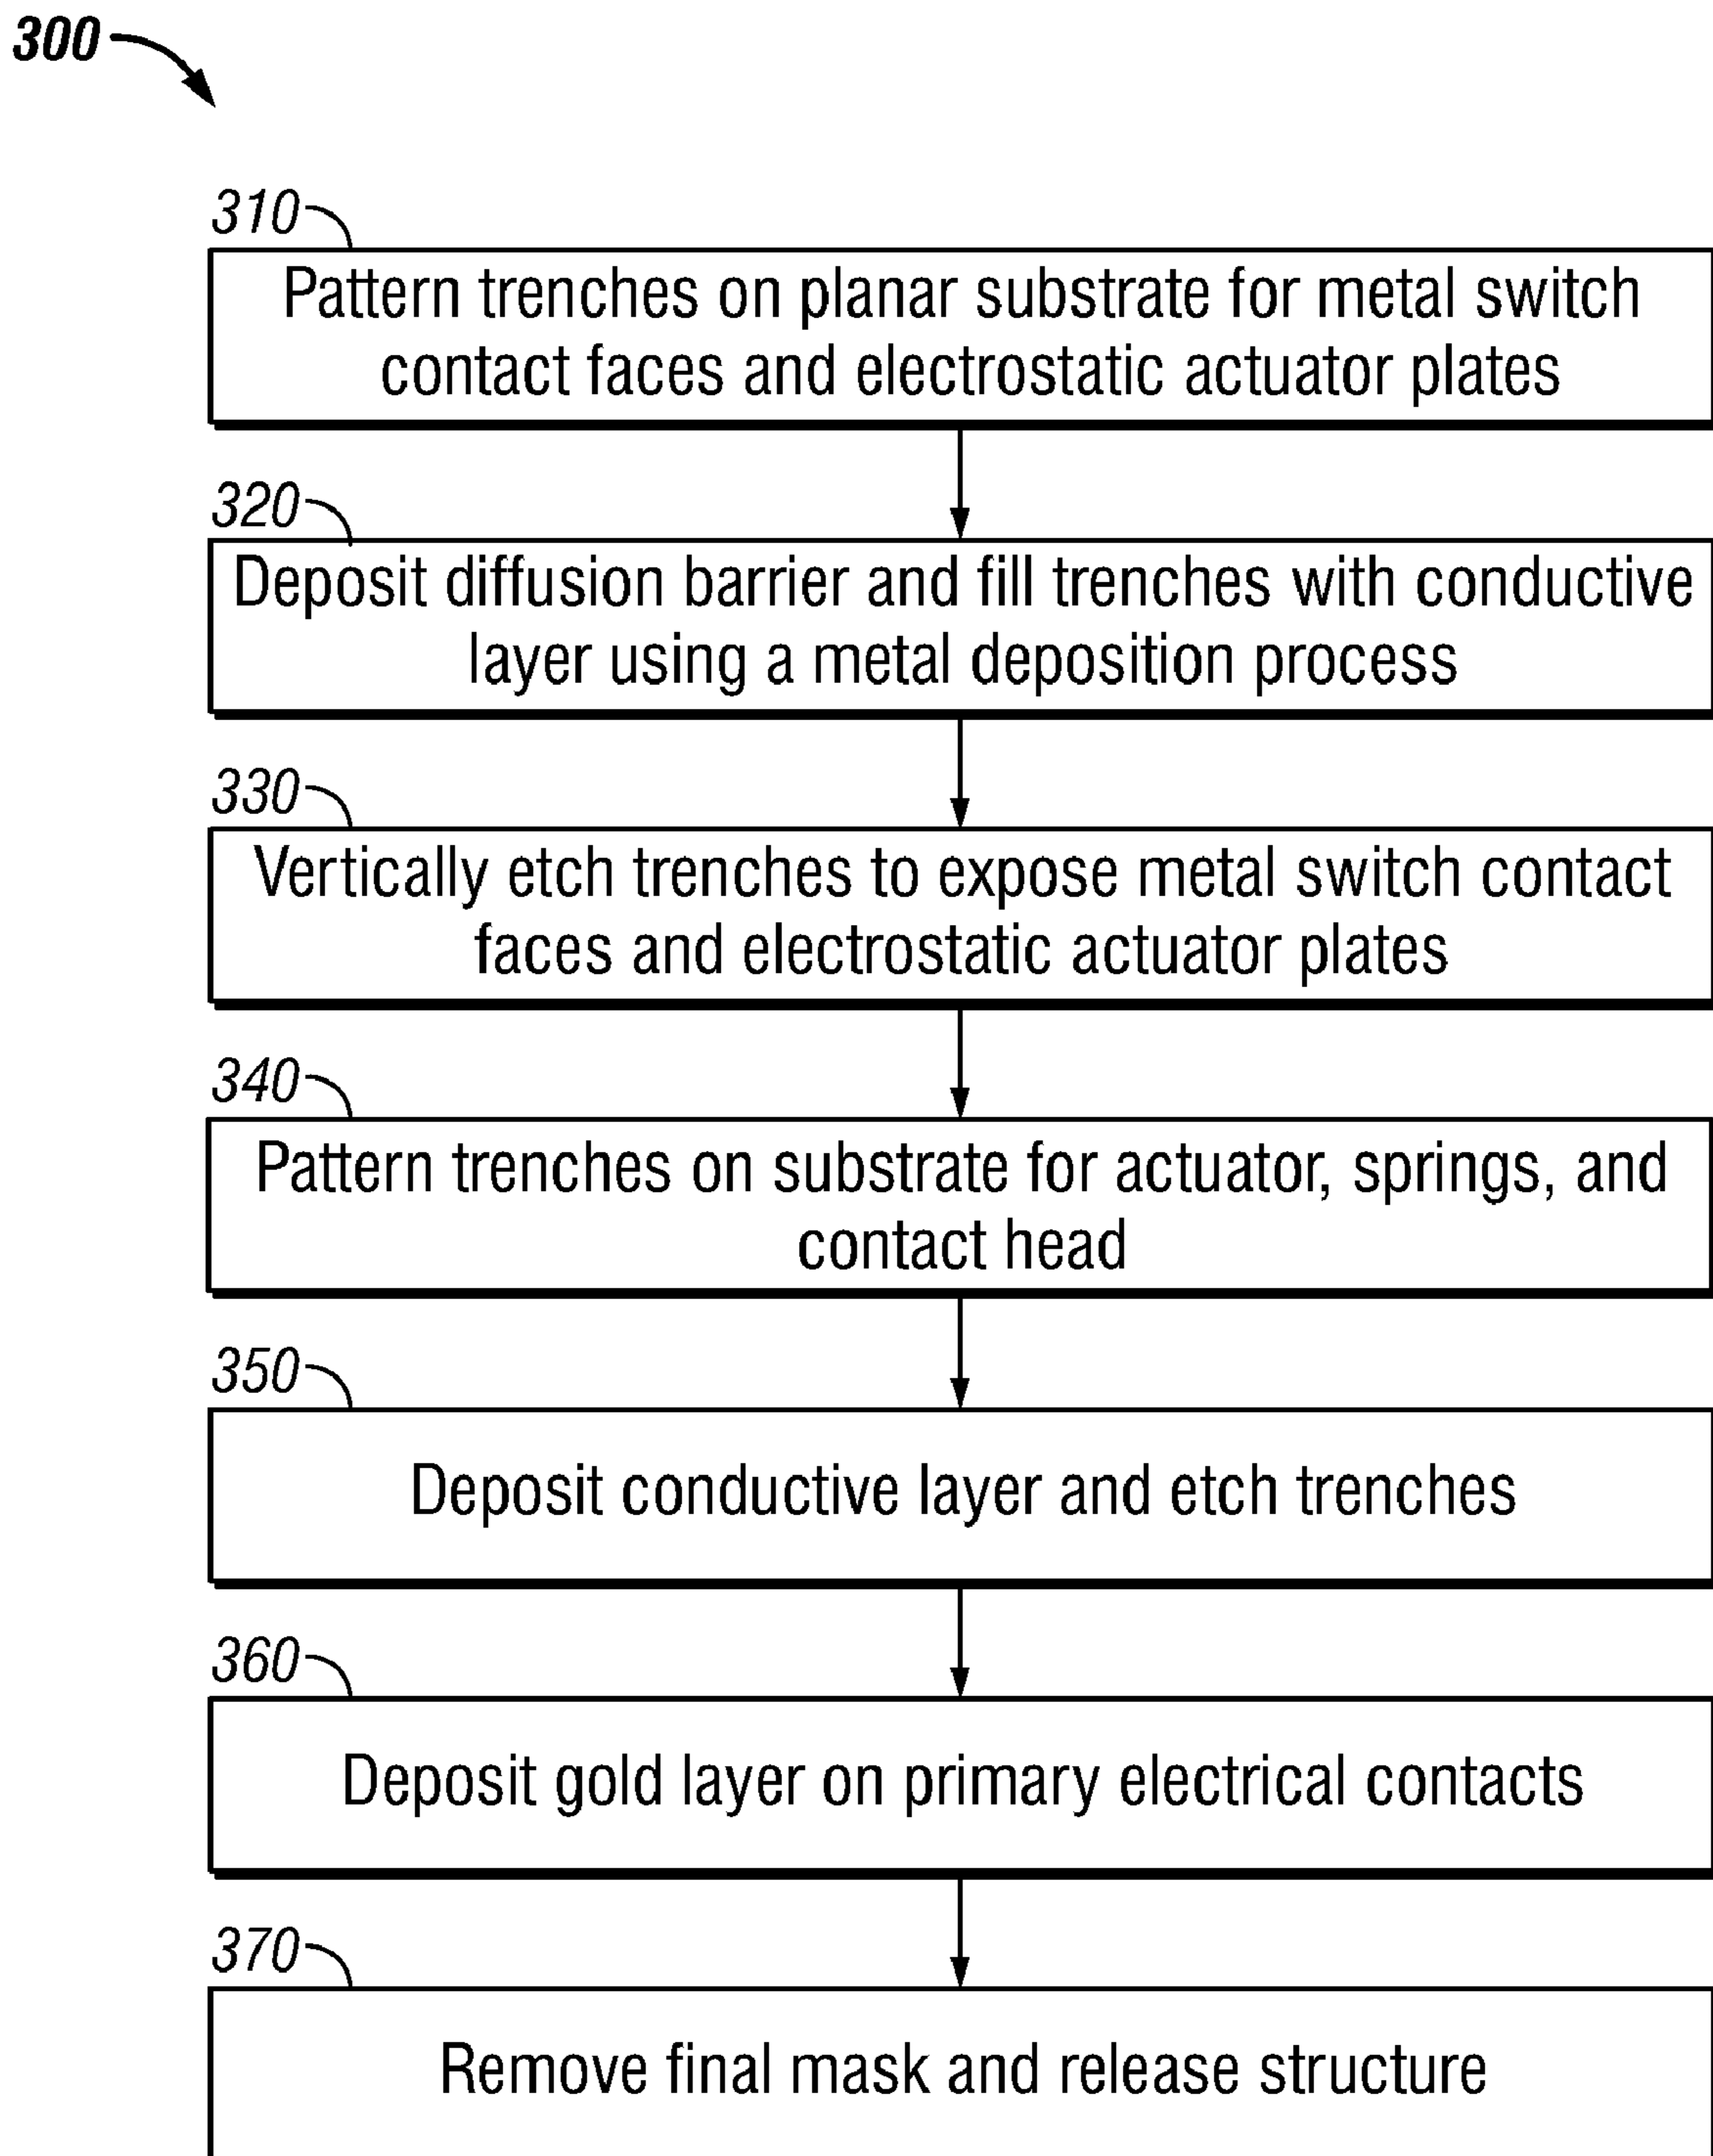 300
310
Pattern trenches on planar substrate for metal switch
contact faces and electrostatic actuator plates
320
Deposit diffusion barrier and fill trenches with conductive
layer using a metal deposition process
330
Vertically etch trenches to expose metal switch contact
faces and electrostatic actuator plates
340
Pattern trenches on substrate for actuator, springs, and
contact head
350
Deposit conductive layer and etch trenches
360
Deposit gold layer on primary electrical contacts
370
Remove final mask and release structure